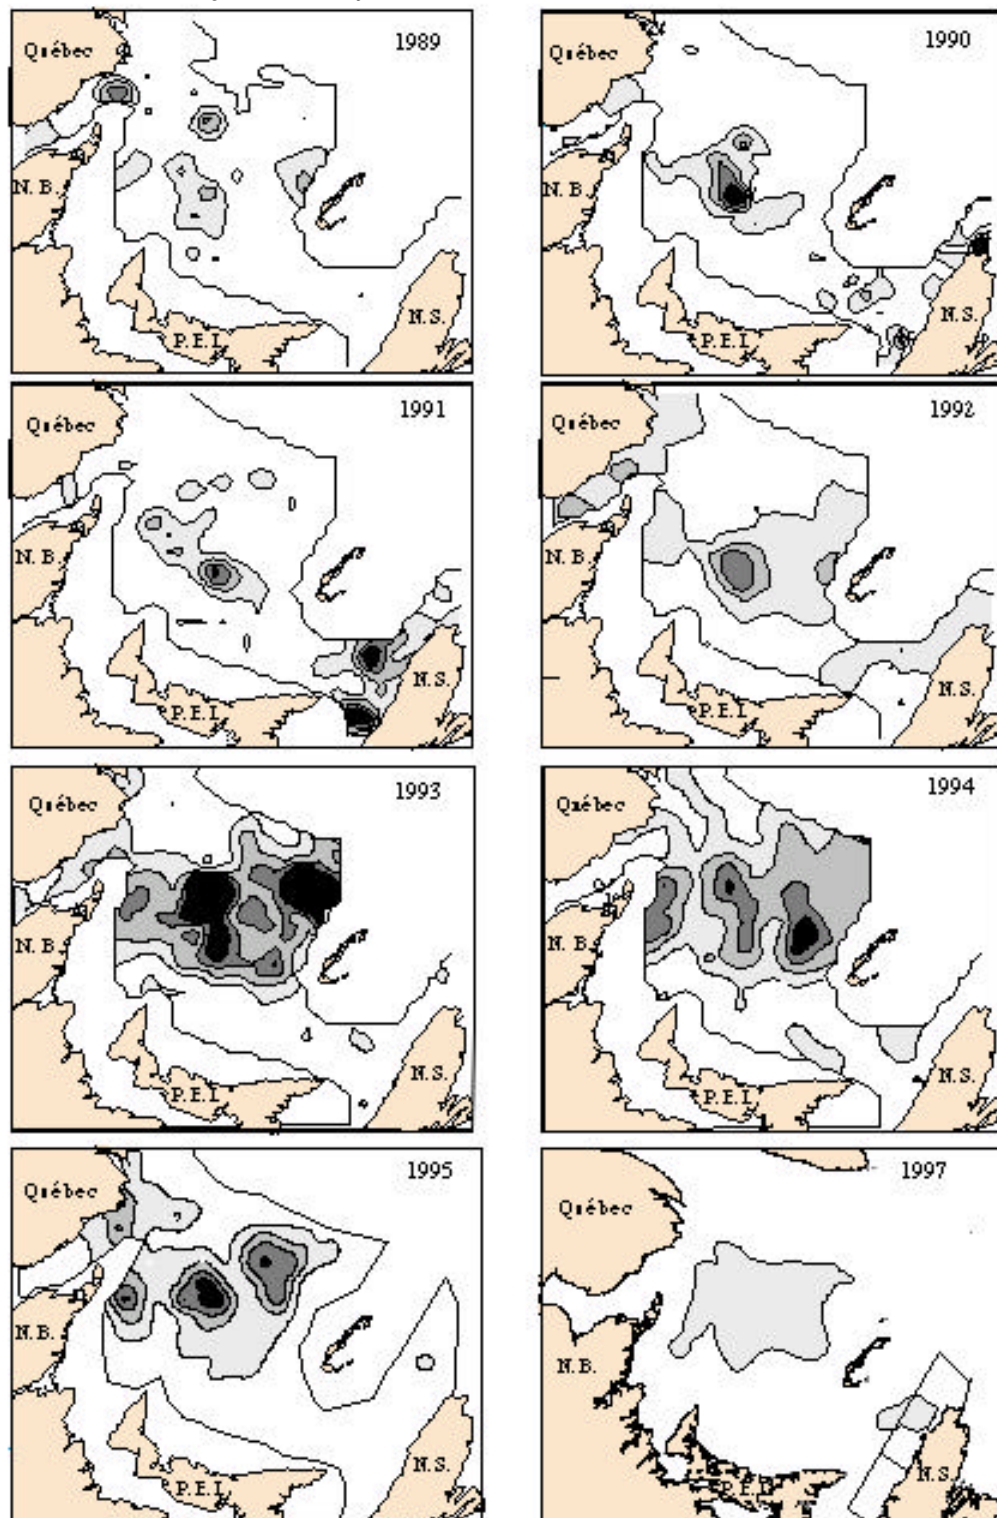 1989
Québec
N.B.
P.E.I.
N.S.
1990
Québec
N.B.
P.E.I.
N.S.
1991
Québec
N.B.
P.E.I.
N.S.
1992
Québec
N.B.
P.E.I.
N.S.
1993
Québec
N.B.
P.E.I.
N.S.
1994
Québec
N.B.
P.E.I.
N.S.
1995
Québec
N.B.
P.E.I.
N.S.
1997
Québec
N.B.
P.E.I.
N.S.